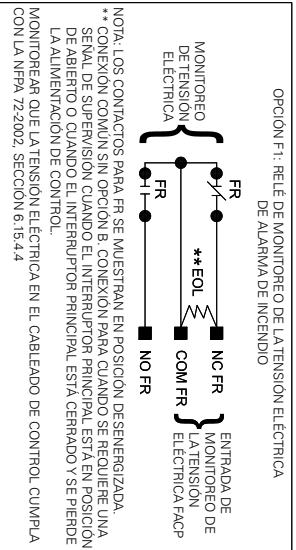 OPCIÓN F1: RELÉ DE MONITOREO DE LA TENSIÓN ELÉCTRICA
DE ALARMA DE INCENDIO
MONITOREO
DE TENSIÓN
ELÉCTRICA
FR
FR
** EOL
NC FR
COM FR
NO FR
ENTRADA DE
MONITOREO DE
LA TENSIÓN
ELÉCTRICA FACP
NOTA: LOS CONTACTOS PARA FR SE MUESTRAN EN POSICIÓN DESENERGIZADA.
** CONEXIÓN COMÚN SIN OPCIÓN B. CONEXIÓN PARA CUANDO SE REQUIERE UNA
SEÑAL DE SUPERVISIÓN CUANDO EL INTERRUPTOR PRINCIPAL ESTÁ EN POSICIÓN
DE ABIERTO O CUANDO EL INTERRUPTOR PRINCIPAL ESTÁ CERRADO Y SE PIERDE
LA ALIMENTACIÓN DE CONTROL.
MONITOREAR QUE LA TENSIÓN ELÉCTRICA EN EL CABLEADO DE CONTROL CUMPLA
CON LA NFPA 72-2002, SECCIÓN 6.15.4.4